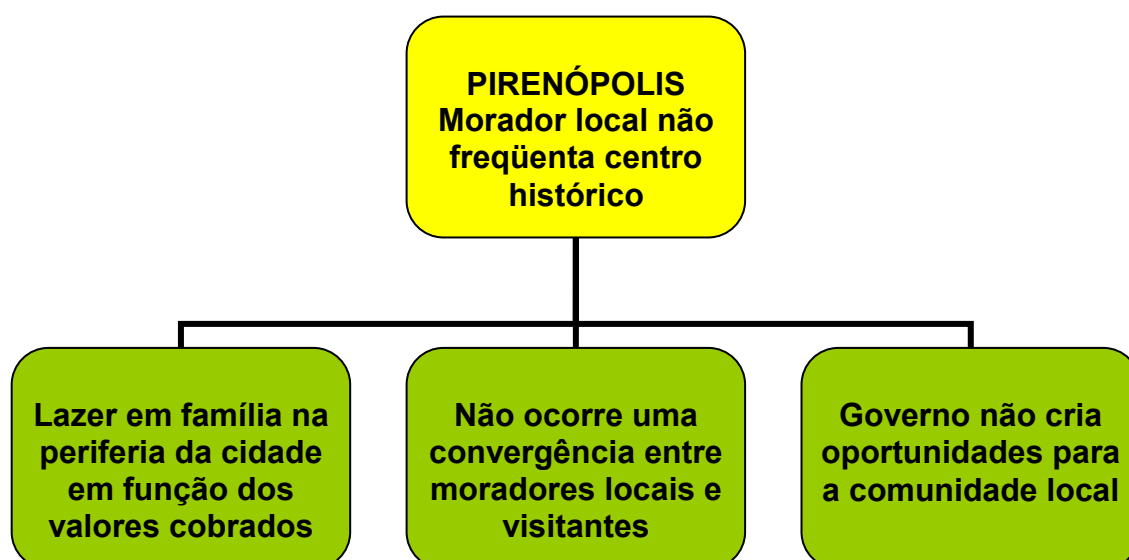 PIRENÓPOLIS
Morador local não
freqüenta centro
histórico
Lazer em família na
periferia da cidade
em função dos
valores cobrados
Não ocorre uma
convergência entre
moradores locais e
visitantes
Governo não cria
oportunidades para
a comunidade local